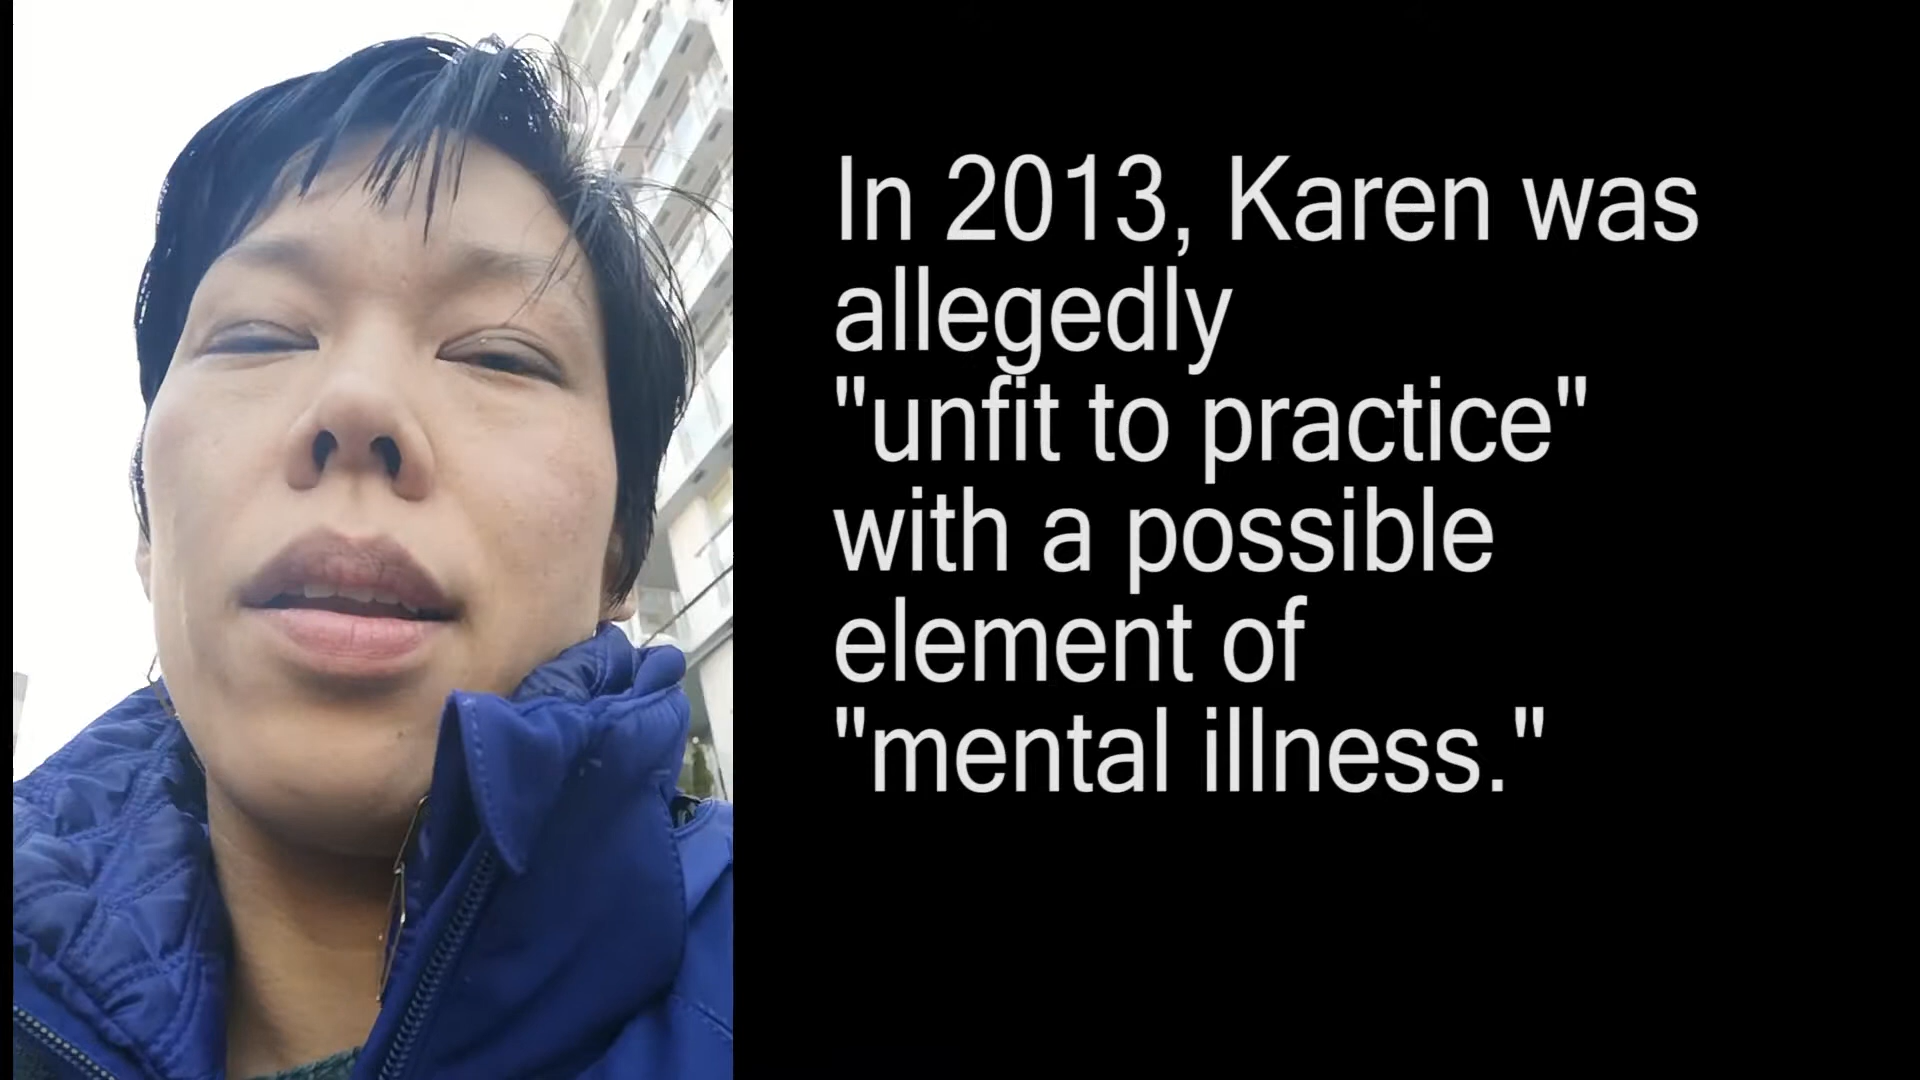 In 2013, Karen was
allegedly
"unfit to practice"
with a possible
element of
"mental illness."